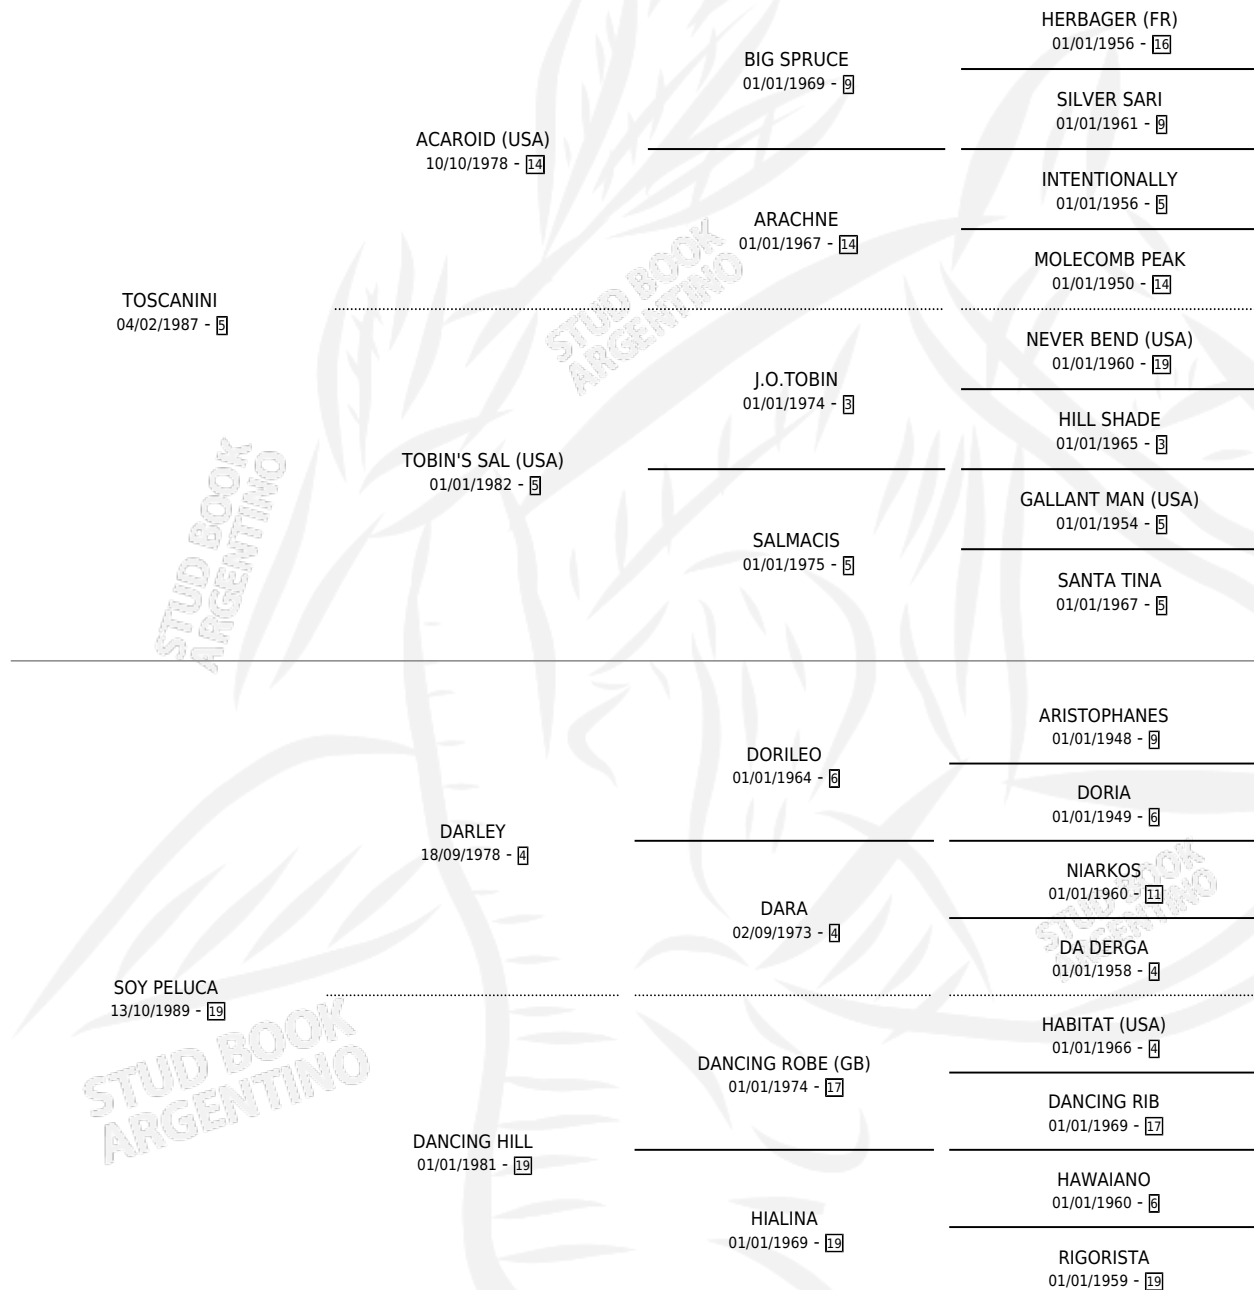 HERBAGER (FR)
01/01/1956 - 16
BIG SPRUCE
01/01/1969 - 9
SILVER SARI
01/01/1961 - 9
ACAROID (USA)
10/10/1978 - 14
INTENTIONALLY
01/01/1956 - 5
ARACHNE
01/01/1967 - 14
MOLECOMB PEAK
01/01/1950 - 14
TOSCANINI
04/02/1987 - 5
NEVER BEND (USA)
01/01/1960 - 19
J.O.TOBIN
01/01/1974 - 3
HILL SHADE
01/01/1965 - 3
TOBIN'S SAL (USA)
01/01/1982 - 5
GALLANT MAN (USA)
01/01/1954 - 5
SALMACIS
01/01/1975 - 5
SANTA TINA
01/01/1967 - 5
ARISTOPHANES
01/01/1948 - 9
DORILEO
01/01/1964 - 6
DORIA
01/01/1949 - 6
DARLEY
18/09/1978 - 4
NIARKOS
01/01/1960 - 11
DARA
02/09/1973 - 4
DA DERGA
01/01/1958 - 4
SOY PELUCA
13/10/1989 - 19
HABITAT (USA)
01/01/1966 - 4
DANCING ROBE (GB)
01/01/1974 - 17
DANCING RIB
01/01/1969 - 17
DANCING HILL
01/01/1981 - 19
HAWAIANO
01/01/1960 - 6
HIALINA
01/01/1969 - 19
RIGORISTA
01/01/1959 - 19
STUD BOOK
ARGENTINO
STUD BOOK
ARGENTINO
STUD BOOK
ARGENTINO
STUD BOOK
ARGENTINO